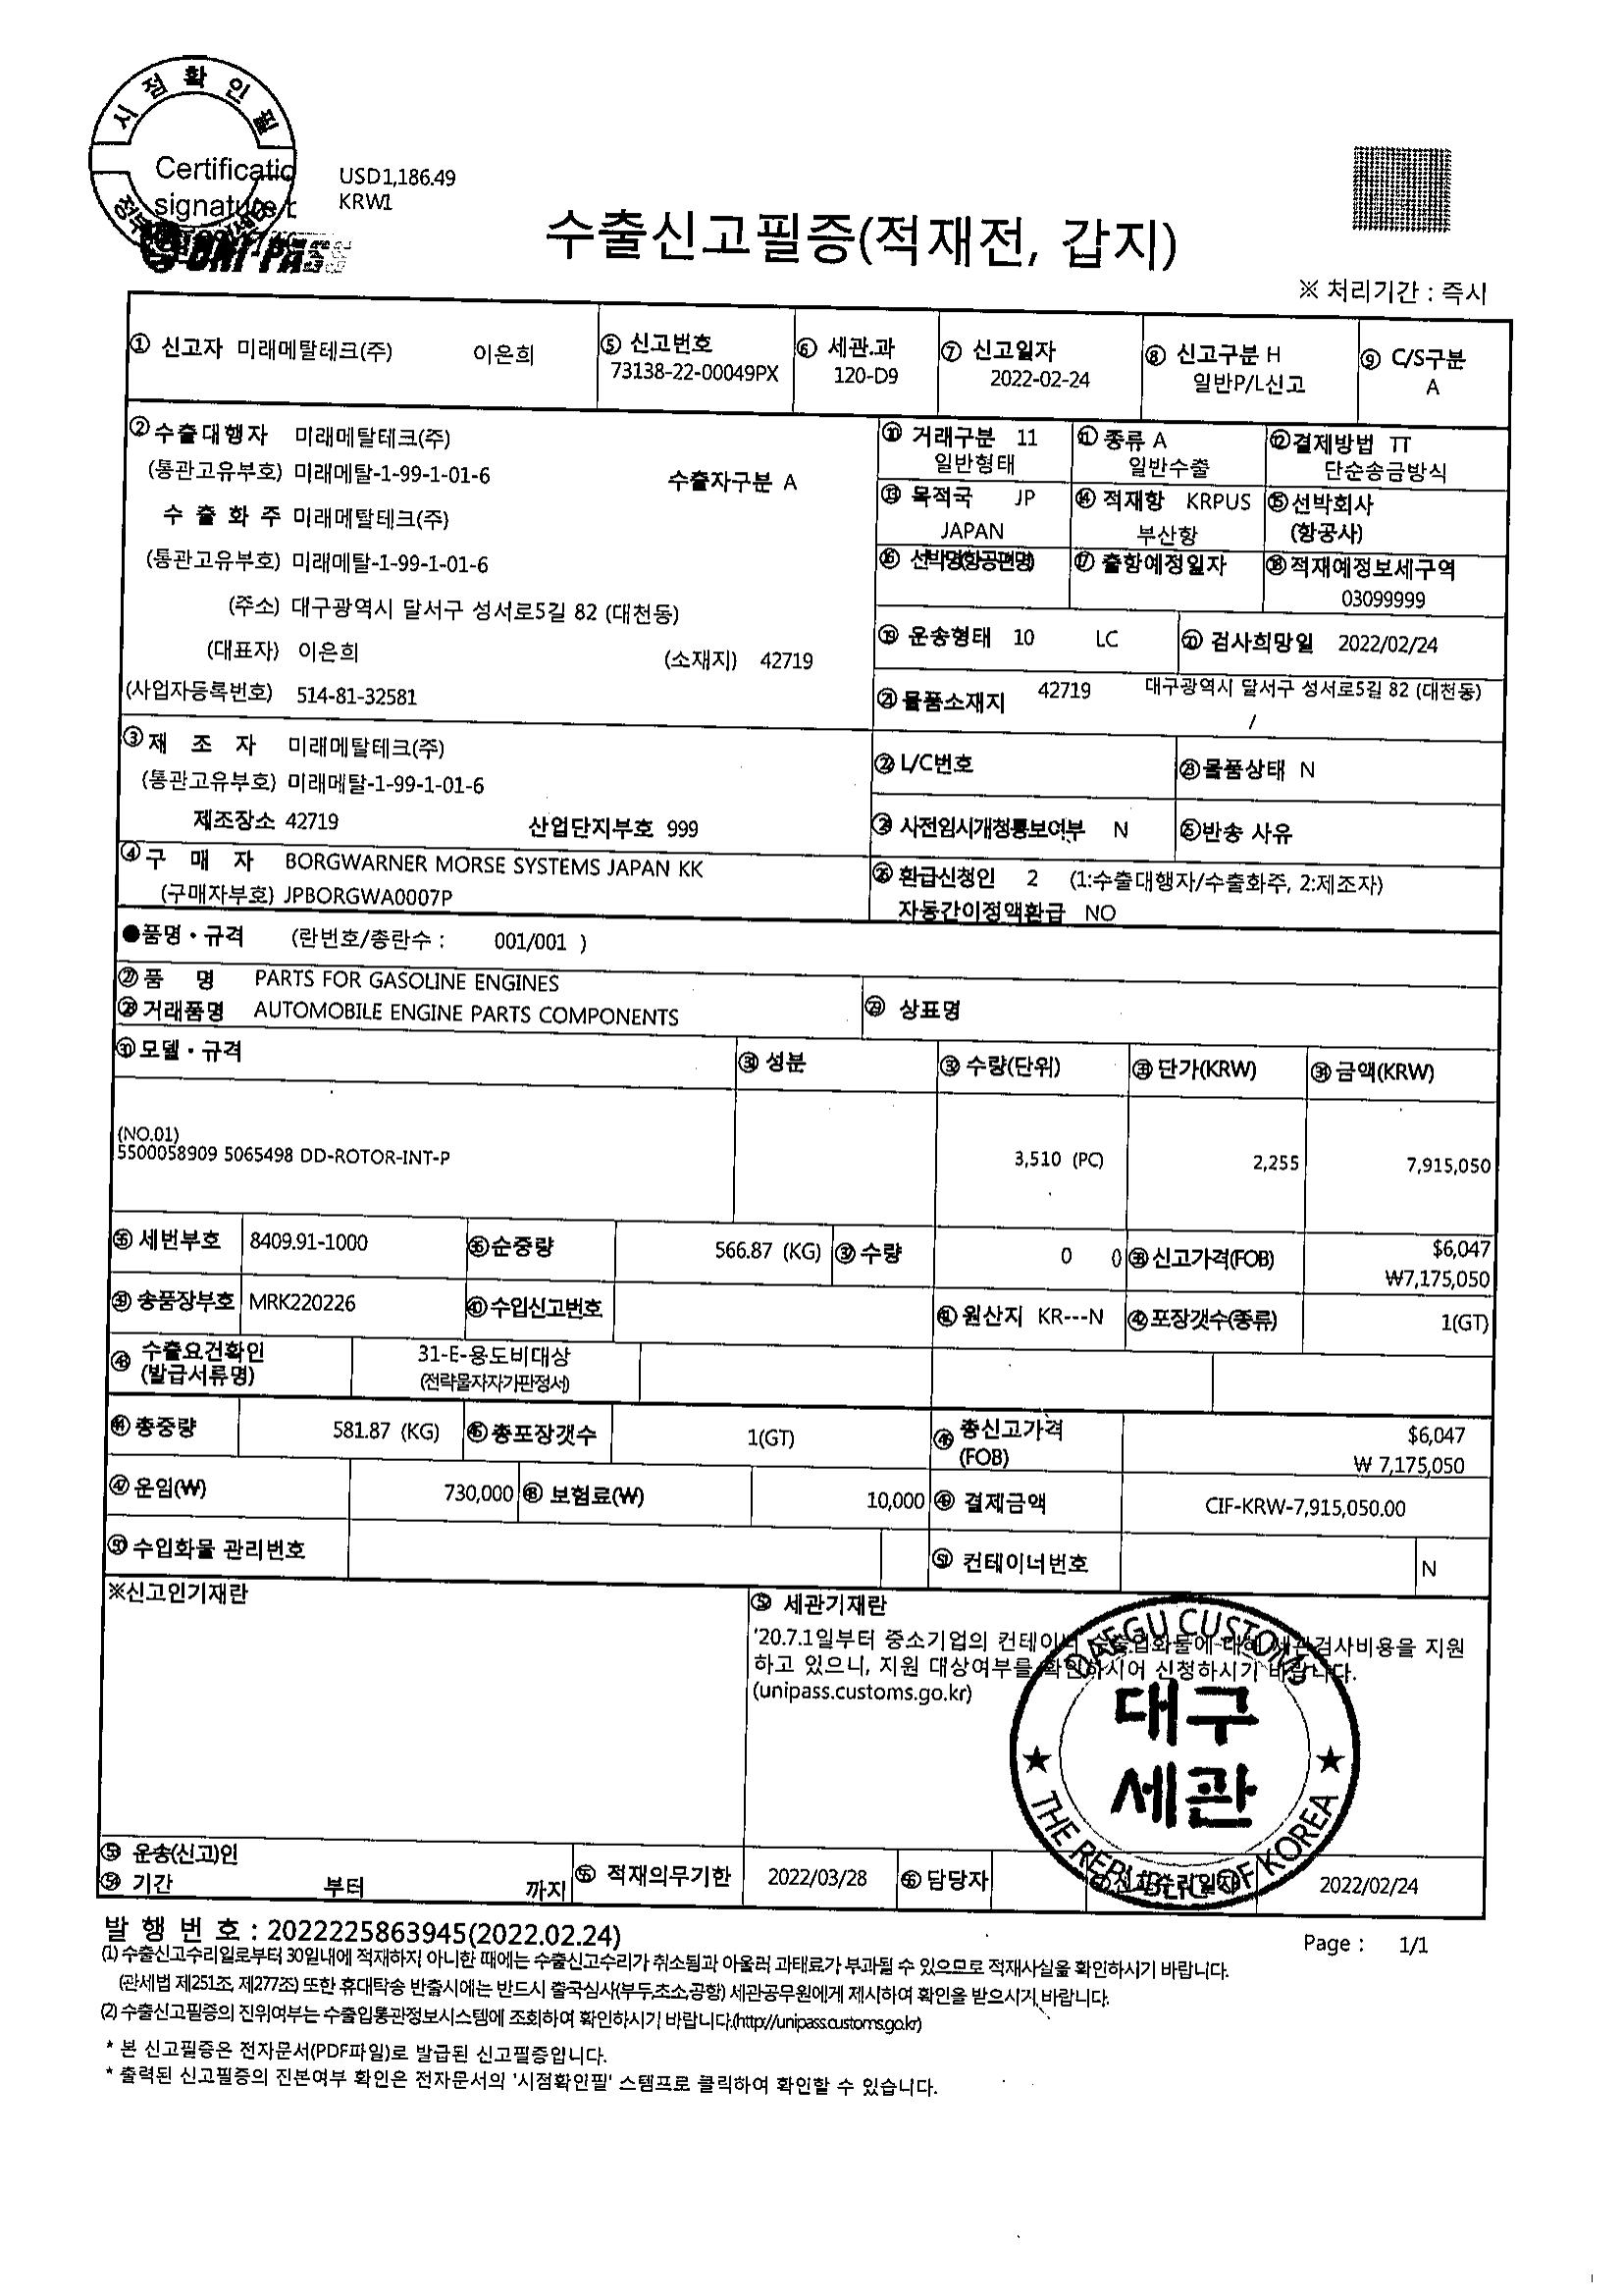 시점확인필
Certificatio
signature t
UNI-PASS
USD1,186.49
KRW1
수출신고필증(적재전, 갑지)
※ 처리기간 : 즉시
① 신고자 미래메탈테크(주) 이은희
⑤ 신고번호
73138-22-00049PX
⑥ 세관.과
120-D9
⑦ 신고일자
2022-02-24
⑧ 신고구분 H
일반P/L신고
⑨ C/S구분
A
② 수출대행자 미래메탈테크(주)
(통관고유부호) 미래메탈-1-99-1-01-6 수출자구분 A
수 출 화 주 미래메탈테크(주)
(통관고유부호) 미래메탈-1-99-1-01-6
(주소) 대구광역시 달서구 성서로5길 82 (대천동)
(대표자) 이은희 (소재지) 42719
(사업자등록번호) 514-81-32581
⑩ 거래구분 11
일반형태
⑪ 종류 A
일반수출
⑫ 결제방법 TT
단순송금방식
⑬ 목적국 JP
JAPAN
⑭ 적재항 KRPUS
부산항
⑮ 선박회사
(항공사)
⑯ 선박명(항공편명)
⑰ 출항예정일자
⑱ 적재예정보세구역
03099999
⑲ 운송형태 10 LC
⑳ 검사희망일 2022/02/24
㉑ 물품소재지 42719 대구광역시 달서구 성서로5길 82 (대천동)
/
③ 제 조 자 미래메탈테크(주)
(통관고유부호) 미래메탈-1-99-1-01-6
제조장소 42719 산업단지부호 999
㉒ L/C번호
㉓ 물품상태 N
㉔ 사전임시개청통보여부 N
㉕ 반송 사유
④ 구 매 자 BORGWARNER MORSE SYSTEMS JAPAN KK
(구매자부호) JPBORGWA0007P
㉖ 환급신청인 2 (1:수출대행자/수출화주, 2:제조자)
자동간이정액환급 NO
●품명·규격 (란번호/총란수 : 001/001 )
㉗ 품 명 PARTS FOR GASOLINE ENGINES
㉘ 거래품명 AUTOMOBILE ENGINE PARTS COMPONENTS
㉙ 상표명
㉚ 모델·규격
㉛ 성분
㉜ 수량(단위)
㉝ 단가(KRW)
㉞ 금액(KRW)
(NO.01)
5500058909 5065498 DD-ROTOR-INT-P 3,510 (PC) 2,255 7,915,050
㉟ 세번부호 8409.91-1000
㊱ 순중량 566.87 (KG)
㊲ 수량 0 0
㊳ 신고가격(FOB) $6,047
₩7,175,050
㊴ 송품장부호 MRK220226
㊵ 수입신고번호
㊶ 원산지 KR---N
㊷ 포장갯수(종류) 1(GT)
㊸ 수출요건확인
(발급서류명)
31-E-용도비대상
(전략물자자가판정서)
㊹ 총중량 581.87 (KG)
㊺ 총포장갯수 1(GT)
㊻ 총신고가격
(FOB)
$6,047
₩ 7,175,050
㊼ 운임(₩) 730,000
㊽ 보험료(₩) 10,000
㊾ 결제금액 CIF-KRW-7,915,050.00
㊿ 수입화물 관리번호
51 컨테이너번호 N
※신고인기재란
52 세관기재란
'20.7.1일부터 중소기업의 컨테이너 수출입화물에 대해 세관검사비용을 지원
하고 있으니, 지원 대상여부를 확인하시어 신청하시기 바랍니다.
(unipass.customs.go.kr)
DAEGU CUSTOMS
대구
세관
THE REPUBLIC OF KOREA
53 운송(신고)인
54 기간 부터 까지
55 적재의무기한 2022/03/28
56 담당자
57 신고수리일자 2022/02/24
발 행 번 호 : 2022225863945(2022.02.24)
Page : 1/1
(1) 수출신고수리일로부터 30일내에 적재하지 아니한 때에는 수출신고수리가 취소됨과 아울러 과태료가 부과될 수 있으므로 적재사실을 확인하시기 바랍니다.
(관세법 제251조, 제277조) 또한 휴대탁송 반출시에는 반드시 출국심사(부두,초소,공항) 세관공무원에게 제시하여 확인을 받으시기 바랍니다.
(2) 수출신고필증의 진위여부는 수출입통관정보시스템에 조회하여 확인하시기 바랍니다.(http://unipass.customs.go.kr)
* 본 신고필증은 전자문서(PDF파일)로 발급된 신고필증입니다.
* 출력된 신고필증의 진본여부 확인은 전자문서의 '시점확인필' 스탬프로 클릭하여 확인할 수 있습니다.